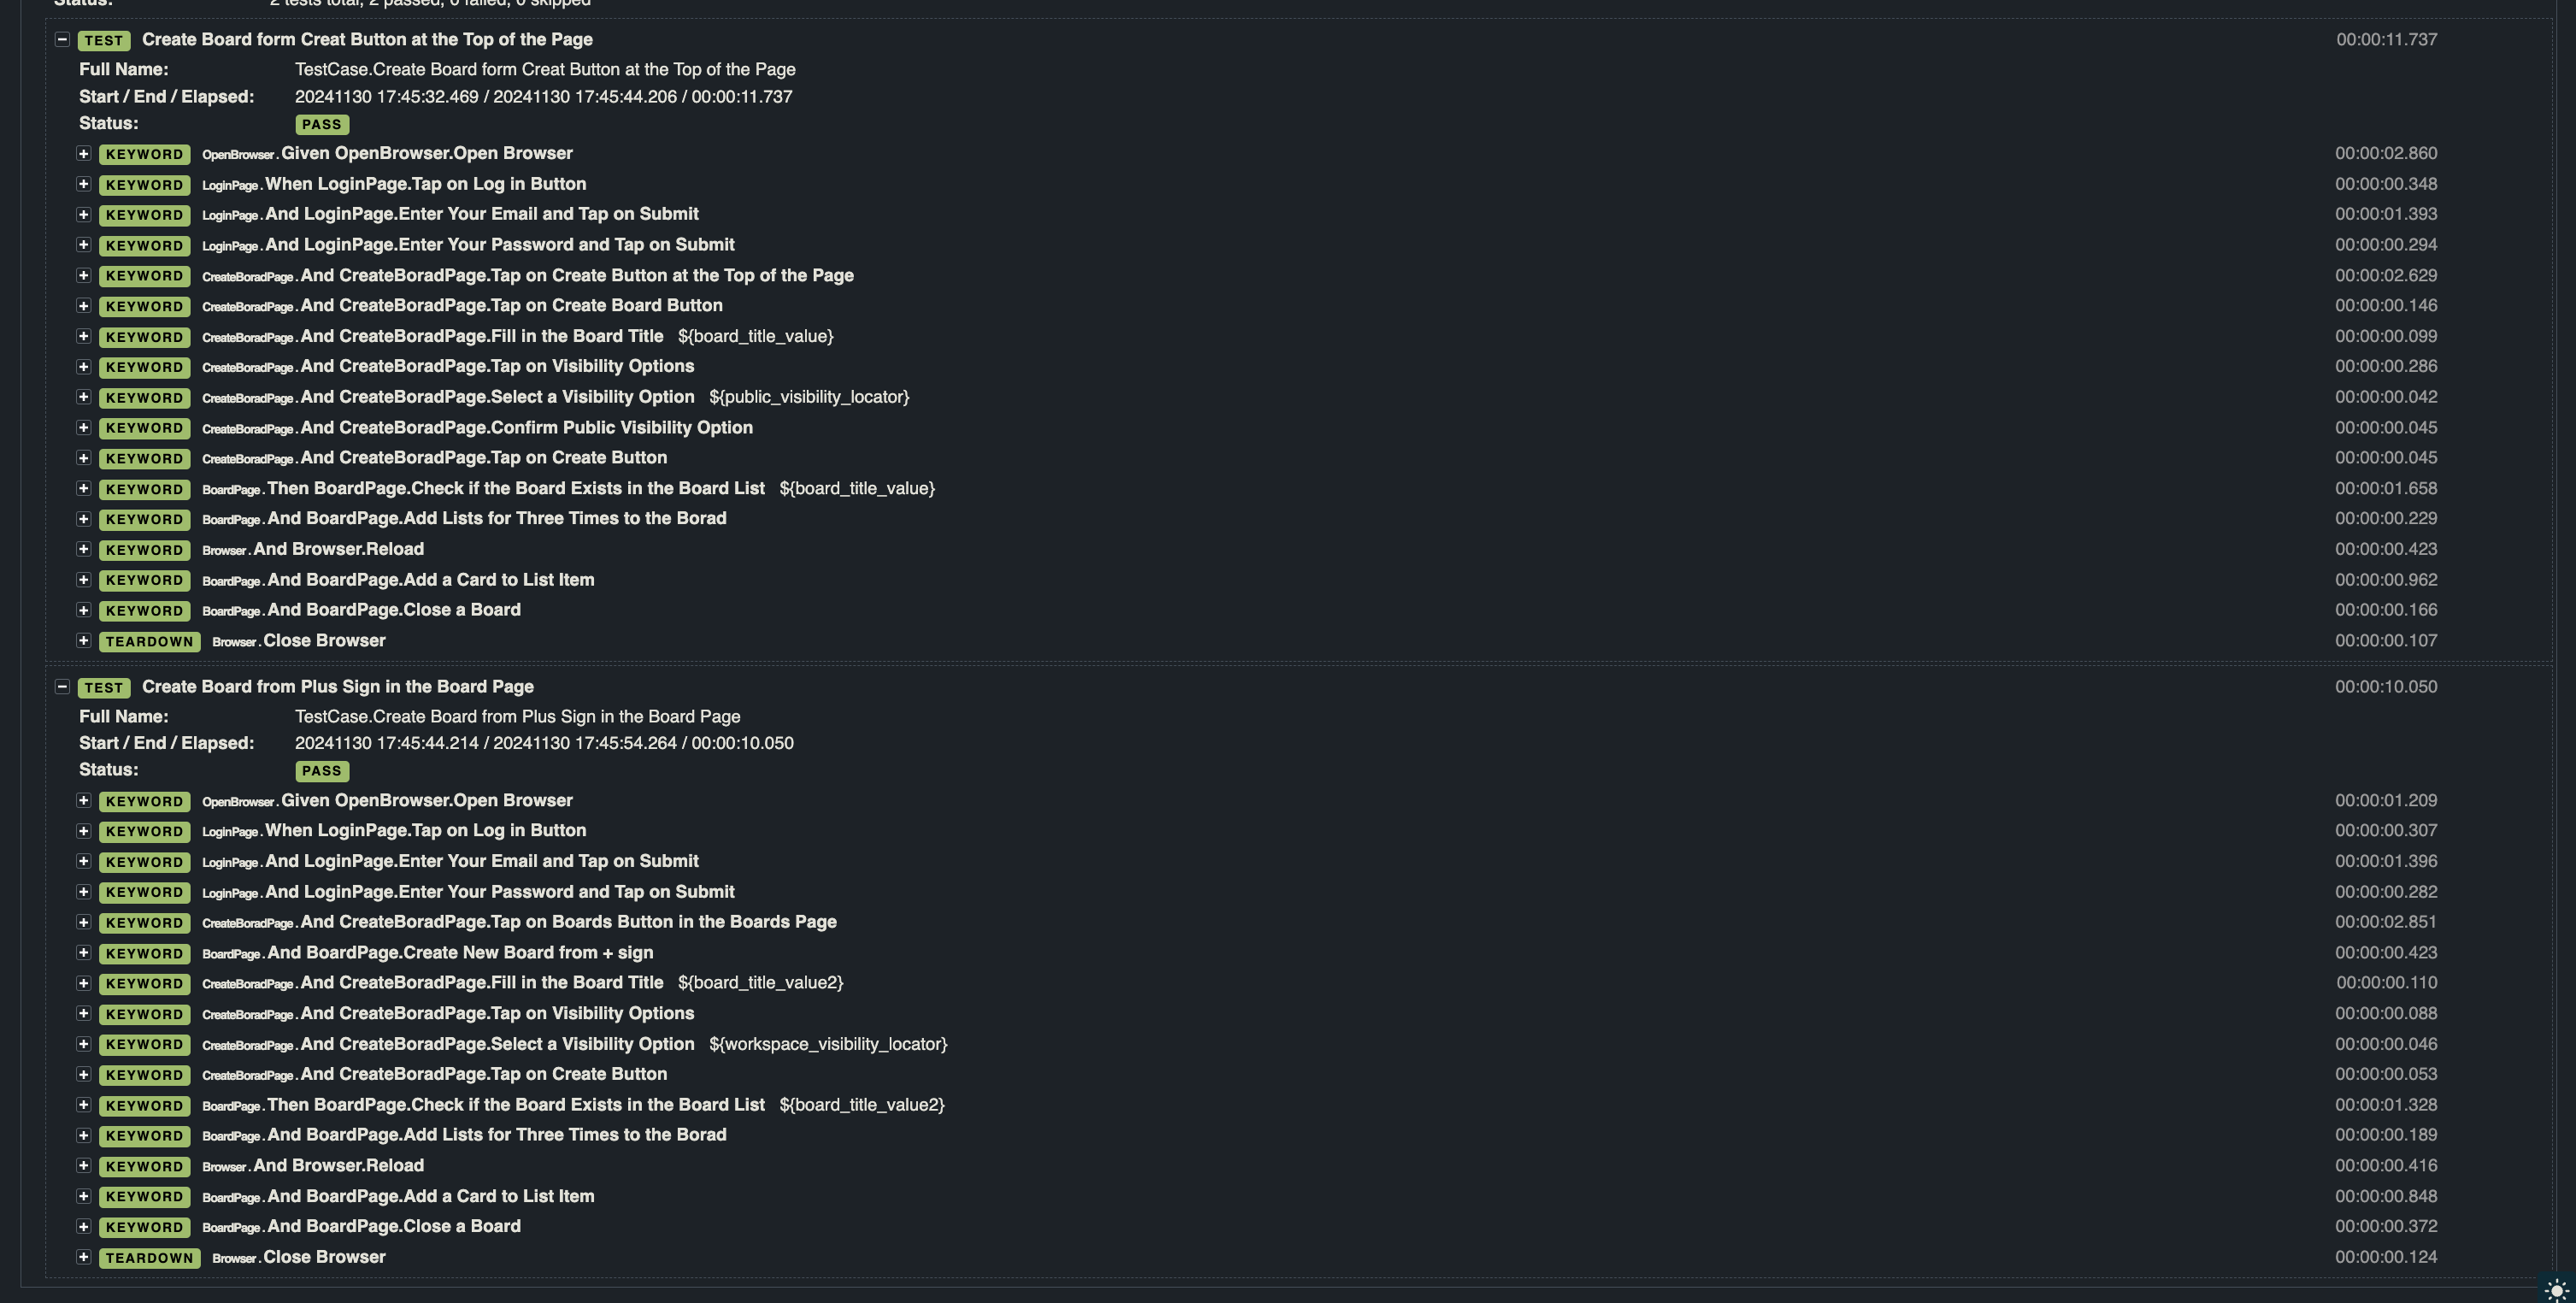 Status: 2 tests total, 2 passed, 0 failed, 0 skipped
TEST Create Board form Creat Button at the Top of the Page 00:00:11.737
Full Name: TestCase.Create Board form Creat Button at the Top of the Page
Start / End / Elapsed: 20241130 17:45:32.469 / 20241130 17:45:44.206 / 00:00:11.737
Status: PASS
KEYWORD OpenBrowser.Given OpenBrowser.Open Browser 00:00:02.860
KEYWORD LoginPage.When LoginPage.Tap on Log in Button 00:00:00.348
KEYWORD LoginPage.And LoginPage.Enter Your Email and Tap on Submit 00:00:01.393
KEYWORD LoginPage.And LoginPage.Enter Your Password and Tap on Submit 00:00:00.294
KEYWORD CreateBoradPage.And CreateBoradPage.Tap on Create Button at the Top of the Page 00:00:02.629
KEYWORD CreateBoradPage.And CreateBoradPage.Tap on Create Board Button 00:00:00.146
KEYWORD CreateBoradPage.And CreateBoradPage.Fill in the Board Title ${board_title_value} 00:00:00.099
KEYWORD CreateBoradPage.And CreateBoradPage.Tap on Visibility Options 00:00:00.286
KEYWORD CreateBoradPage.And CreateBoradPage.Select a Visibility Option ${public_visibility_locator} 00:00:00.042
KEYWORD CreateBoradPage.And CreateBoradPage.Confirm Public Visibility Option 00:00:00.045
KEYWORD CreateBoradPage.And CreateBoradPage.Tap on Create Button 00:00:00.045
KEYWORD BoardPage.Then BoardPage.Check if the Board Exists in the Board List ${board_title_value} 00:00:01.658
KEYWORD BoardPage.And BoardPage.Add Lists for Three Times to the Borad 00:00:00.229
KEYWORD Browser.And Browser.Reload 00:00:00.423
KEYWORD BoardPage.And BoardPage.Add a Card to List Item 00:00:00.962
KEYWORD BoardPage.And BoardPage.Close a Board 00:00:00.166
TEARDOWN Browser.Close Browser 00:00:00.107
TEST Create Board from Plus Sign in the Board Page 00:00:10.050
Full Name: TestCase.Create Board from Plus Sign in the Board Page
Start / End / Elapsed: 20241130 17:45:44.214 / 20241130 17:45:54.264 / 00:00:10.050
Status: PASS
KEYWORD OpenBrowser.Given OpenBrowser.Open Browser 00:00:01.209
KEYWORD LoginPage.When LoginPage.Tap on Log in Button 00:00:00.307
KEYWORD LoginPage.And LoginPage.Enter Your Email and Tap on Submit 00:00:01.396
KEYWORD LoginPage.And LoginPage.Enter Your Password and Tap on Submit 00:00:00.282
KEYWORD CreateBoradPage.And CreateBoradPage.Tap on Boards Button in the Boards Page 00:00:02.851
KEYWORD BoardPage.And BoardPage.Create New Board from + sign 00:00:00.423
KEYWORD CreateBoradPage.And CreateBoradPage.Fill in the Board Title ${board_title_value2} 00:00:00.110
KEYWORD CreateBoradPage.And CreateBoradPage.Tap on Visibility Options 00:00:00.088
KEYWORD CreateBoradPage.And CreateBoradPage.Select a Visibility Option ${workspace_visibility_locator} 00:00:00.046
KEYWORD CreateBoradPage.And CreateBoradPage.Tap on Create Button 00:00:00.053
KEYWORD BoardPage.Then BoardPage.Check if the Board Exists in the Board List ${board_title_value2} 00:00:01.328
KEYWORD BoardPage.And BoardPage.Add Lists for Three Times to the Borad 00:00:00.189
KEYWORD Browser.And Browser.Reload 00:00:00.416
KEYWORD BoardPage.And BoardPage.Add a Card to List Item 00:00:00.848
KEYWORD BoardPage.And BoardPage.Close a Board 00:00:00.372
TEARDOWN Browser.Close Browser 00:00:00.124